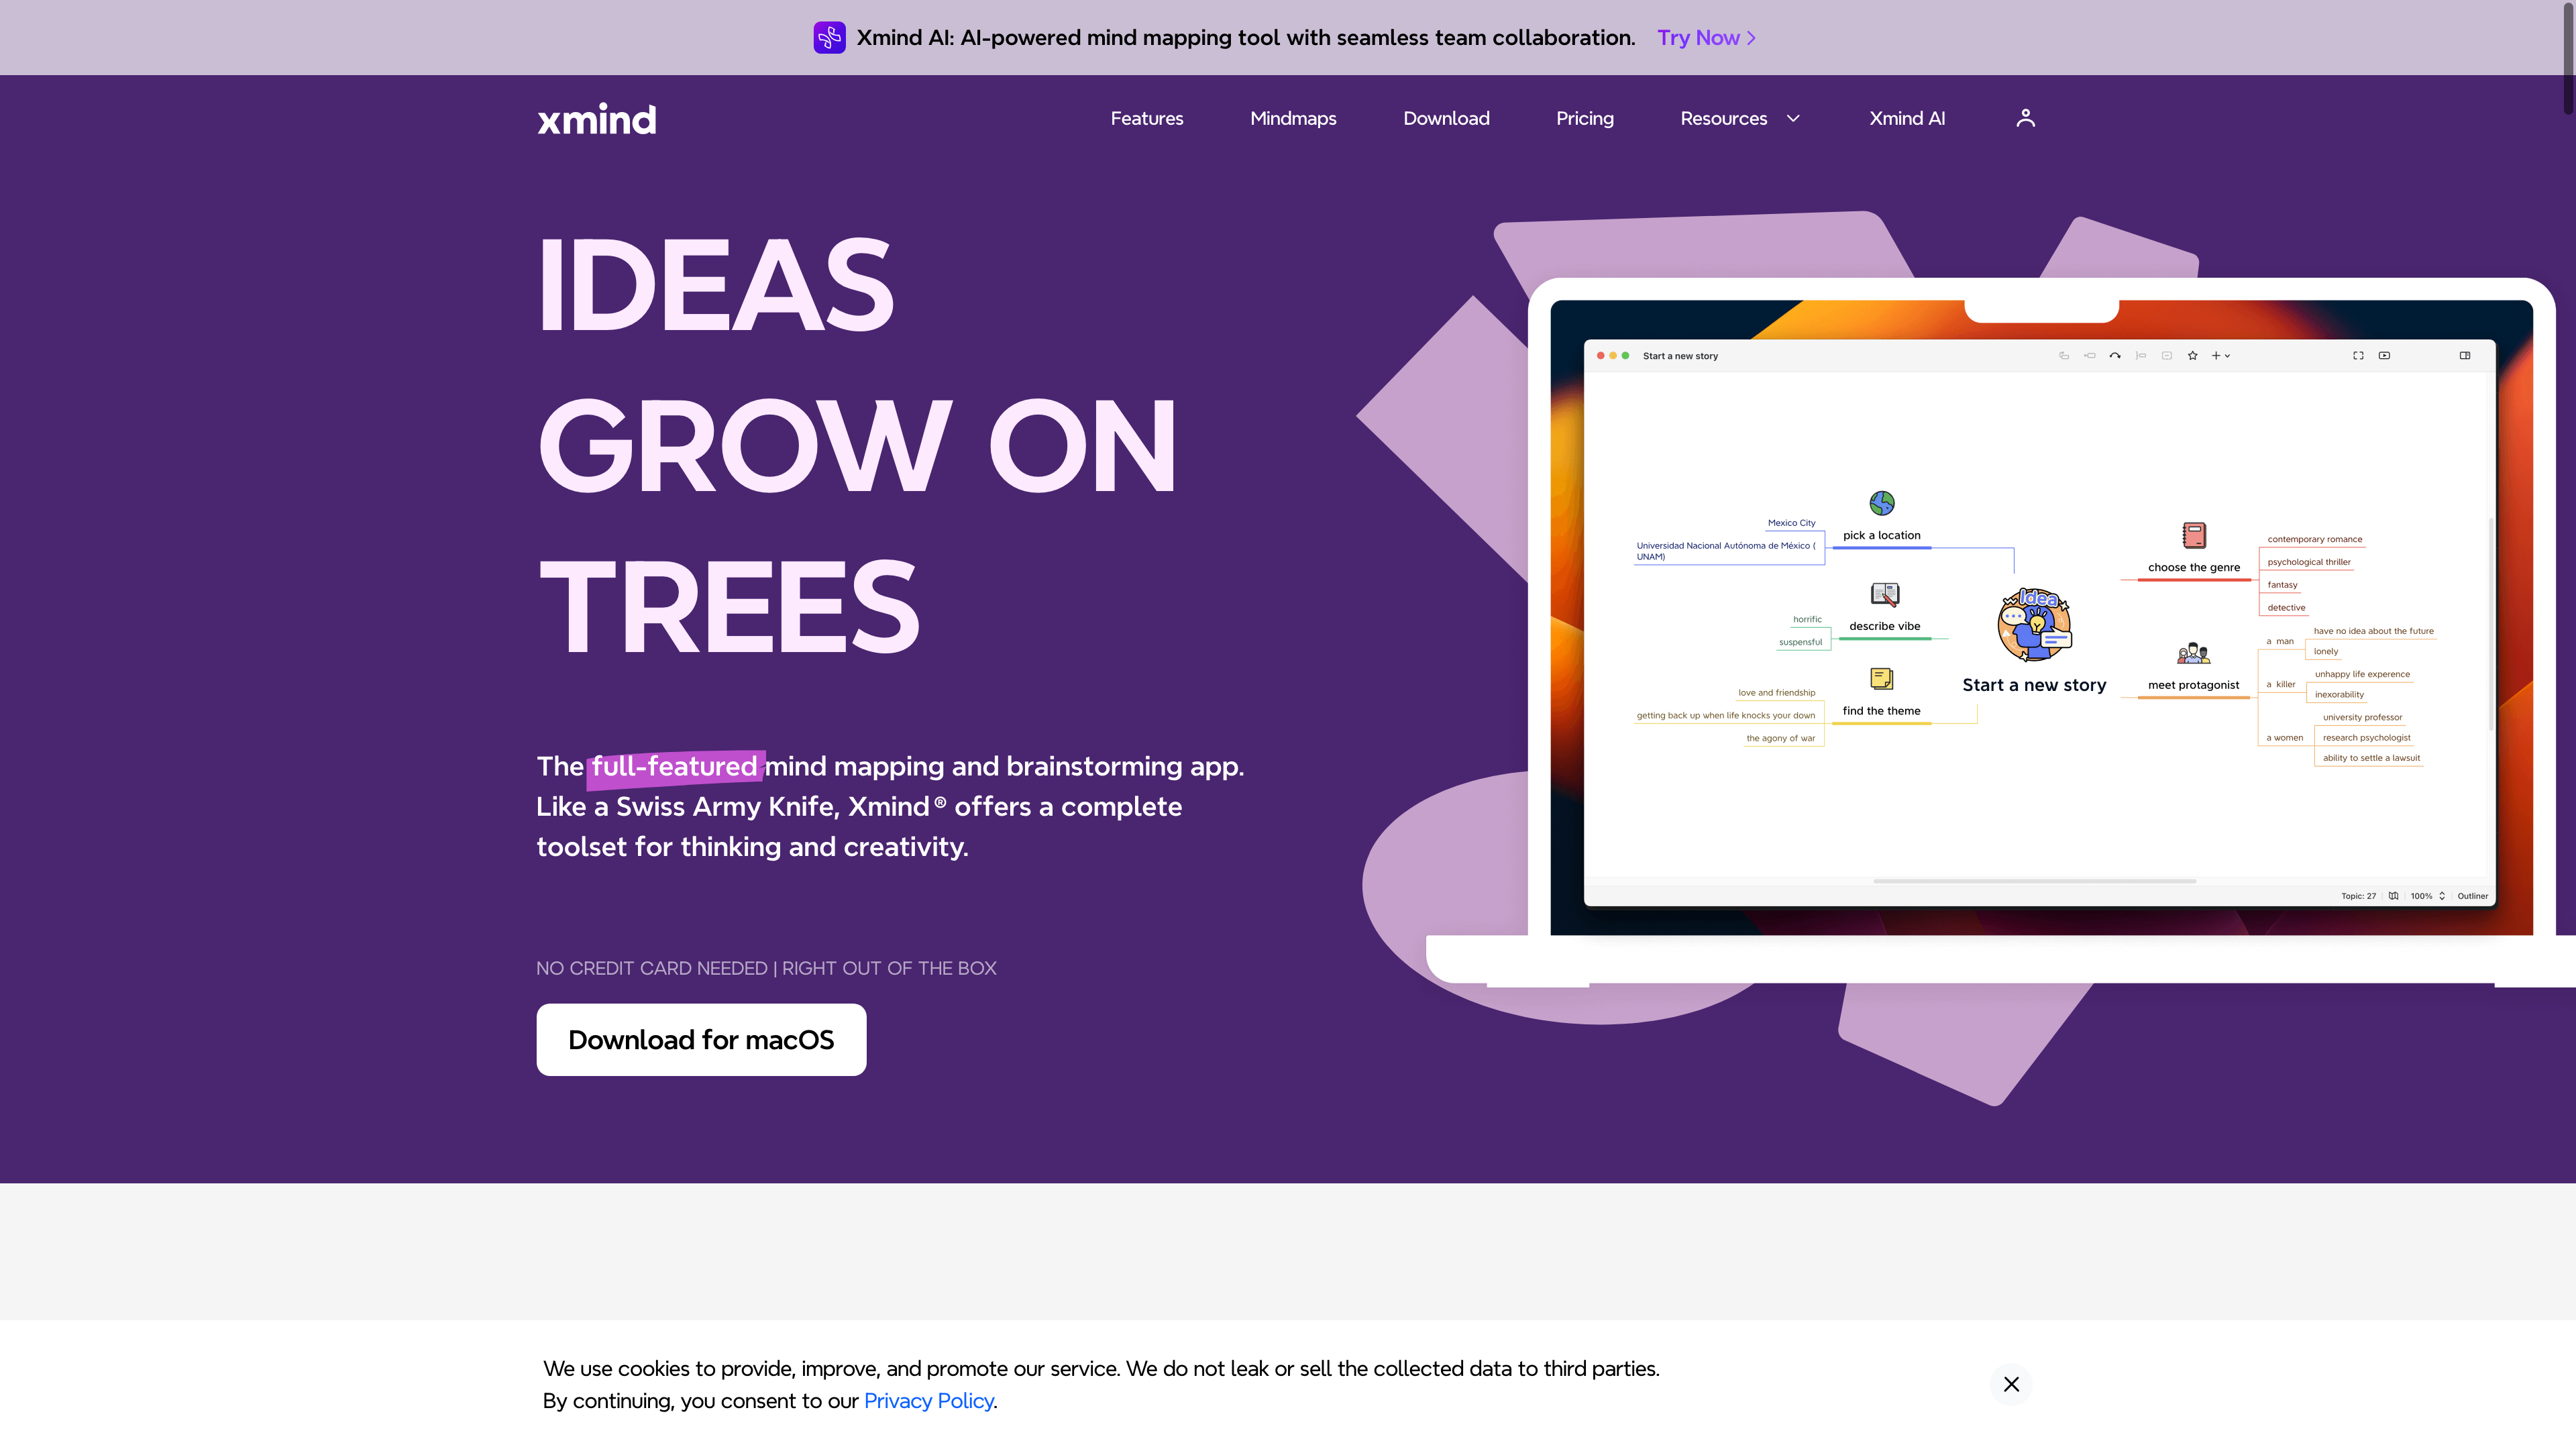 Xmind AI: AI-powered mind mapping tool with seamless team collaboration. Try Now
xmind
Features
Mindmaps
Download
Pricing
Resources
Xmind AI
IDEAS
GROW ON
TREES
The full-featured mind mapping and brainstorming app.
Like a Swiss Army Knife, Xmind® offers a complete
toolset for thinking and creativity.
NO CREDIT CARD NEEDED | RIGHT OUT OF THE BOX
Download for macOS
Start a new story
pick a location
Mexico City
Universidad Nacional Autónoma de México (
UNAM)
describe vibe
horrific
suspensful
find the theme
love and friendship
getting back up when life knocks your down
the agony of war
Idea
Start a new story
choose the genre
contemporary romance
psychological thriller
fantasy
detective
meet protagonist
a man
have no idea about the future
lonely
a killer
unhappy life experence
inexorability
a women
university professor
research psychologist
ability to settle a lawsuit
Topic: 27
100%
Outliner
We use cookies to provide, improve, and promote our service. We do not leak or sell the collected data to third parties.
By continuing, you consent to our Privacy Policy.